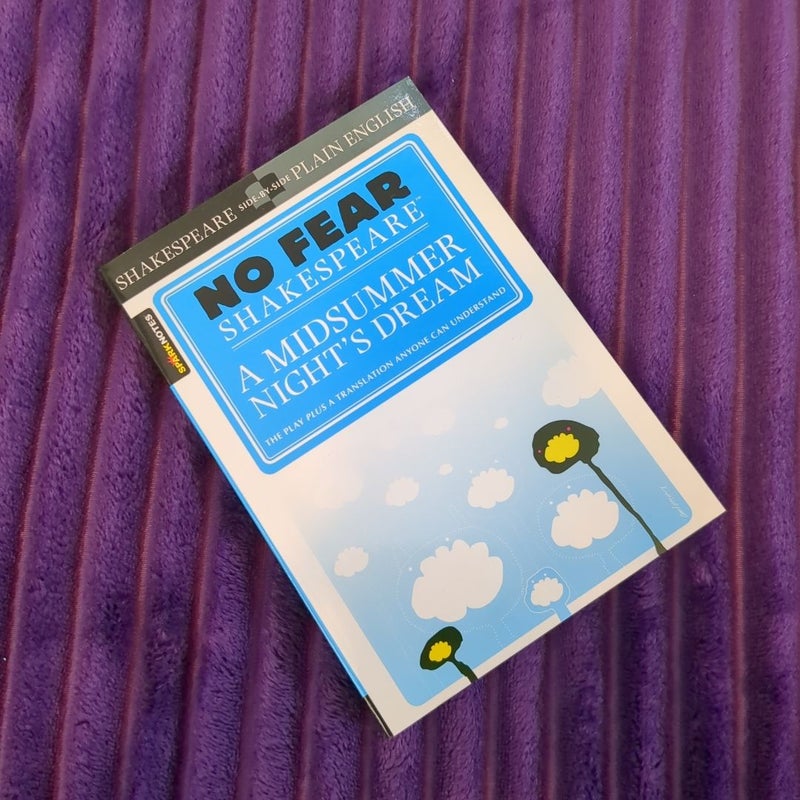 SHAKESPEARE SIDE-BY-SIDE PLAIN ENGLISH
NO FEAR
SHAKESPEARE™
A MIDSUMMER
NIGHT'S DREAM
THE PLAY PLUS A TRANSLATION ANYONE CAN UNDERSTAND
SPARKNOTES